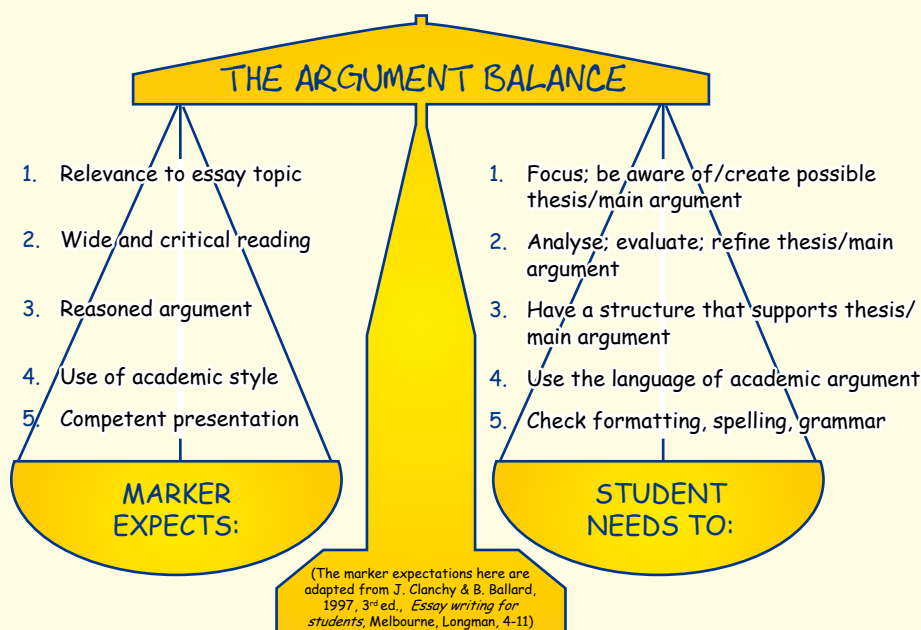 THE ARGUMENT BALANCE
1. Relevance to essay topic
2. Wide and critical reading
3. Reasoned argument
4. Use of academic style
5. Competent presentation
MARKER
EXPECTS:
1. Focus; be aware of/create possible
thesis/main argument
2. Analyse; evaluate; refine thesis/main
argument
3. Have a structure that supports thesis/
main argument
4. Use the language of academic argument
5. Check formatting, spelling, grammar
STUDENT
NEEDS TO:
(The marker expectations here are
adapted from J. Clanchy & B. Ballard,
1997, 3rd ed., Essay writing for
students, Melbourne, Longman, 4-11)